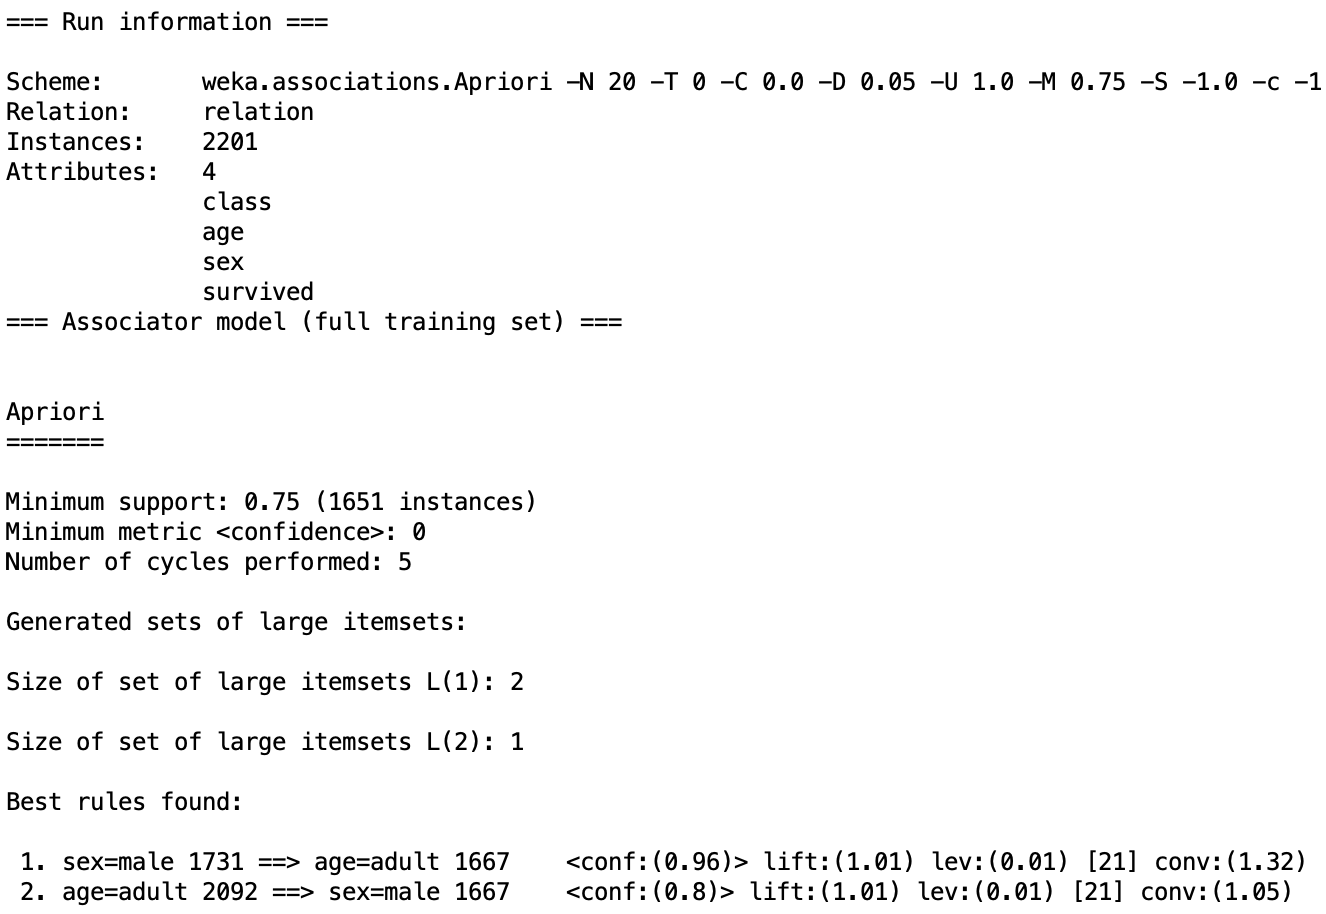 === Run information ===
Scheme:       weka.associations.Apriori -N 20 -T 0 -C 0.0 -D 0.05 -U 1.0 -M 0.75 -S -1.0 -c -1
Relation:     relation
Instances:    2201
Attributes:   4
              class
              age
              sex
              survived
=== Associator model (full training set) ===
Apriori
=======
Minimum support: 0.75 (1651 instances)
Minimum metric <confidence>: 0
Number of cycles performed: 5
Generated sets of large itemsets:
Size of set of large itemsets L(1): 2
Size of set of large itemsets L(2): 1
Best rules found:
 1. sex=male 1731 ==> age=adult 1667    <conf:(0.96)> lift:(1.01) lev:(0.01) [21] conv:(1.32)
 2. age=adult 2092 ==> sex=male 1667    <conf:(0.8)> lift:(1.01) lev:(0.01) [21] conv:(1.05)